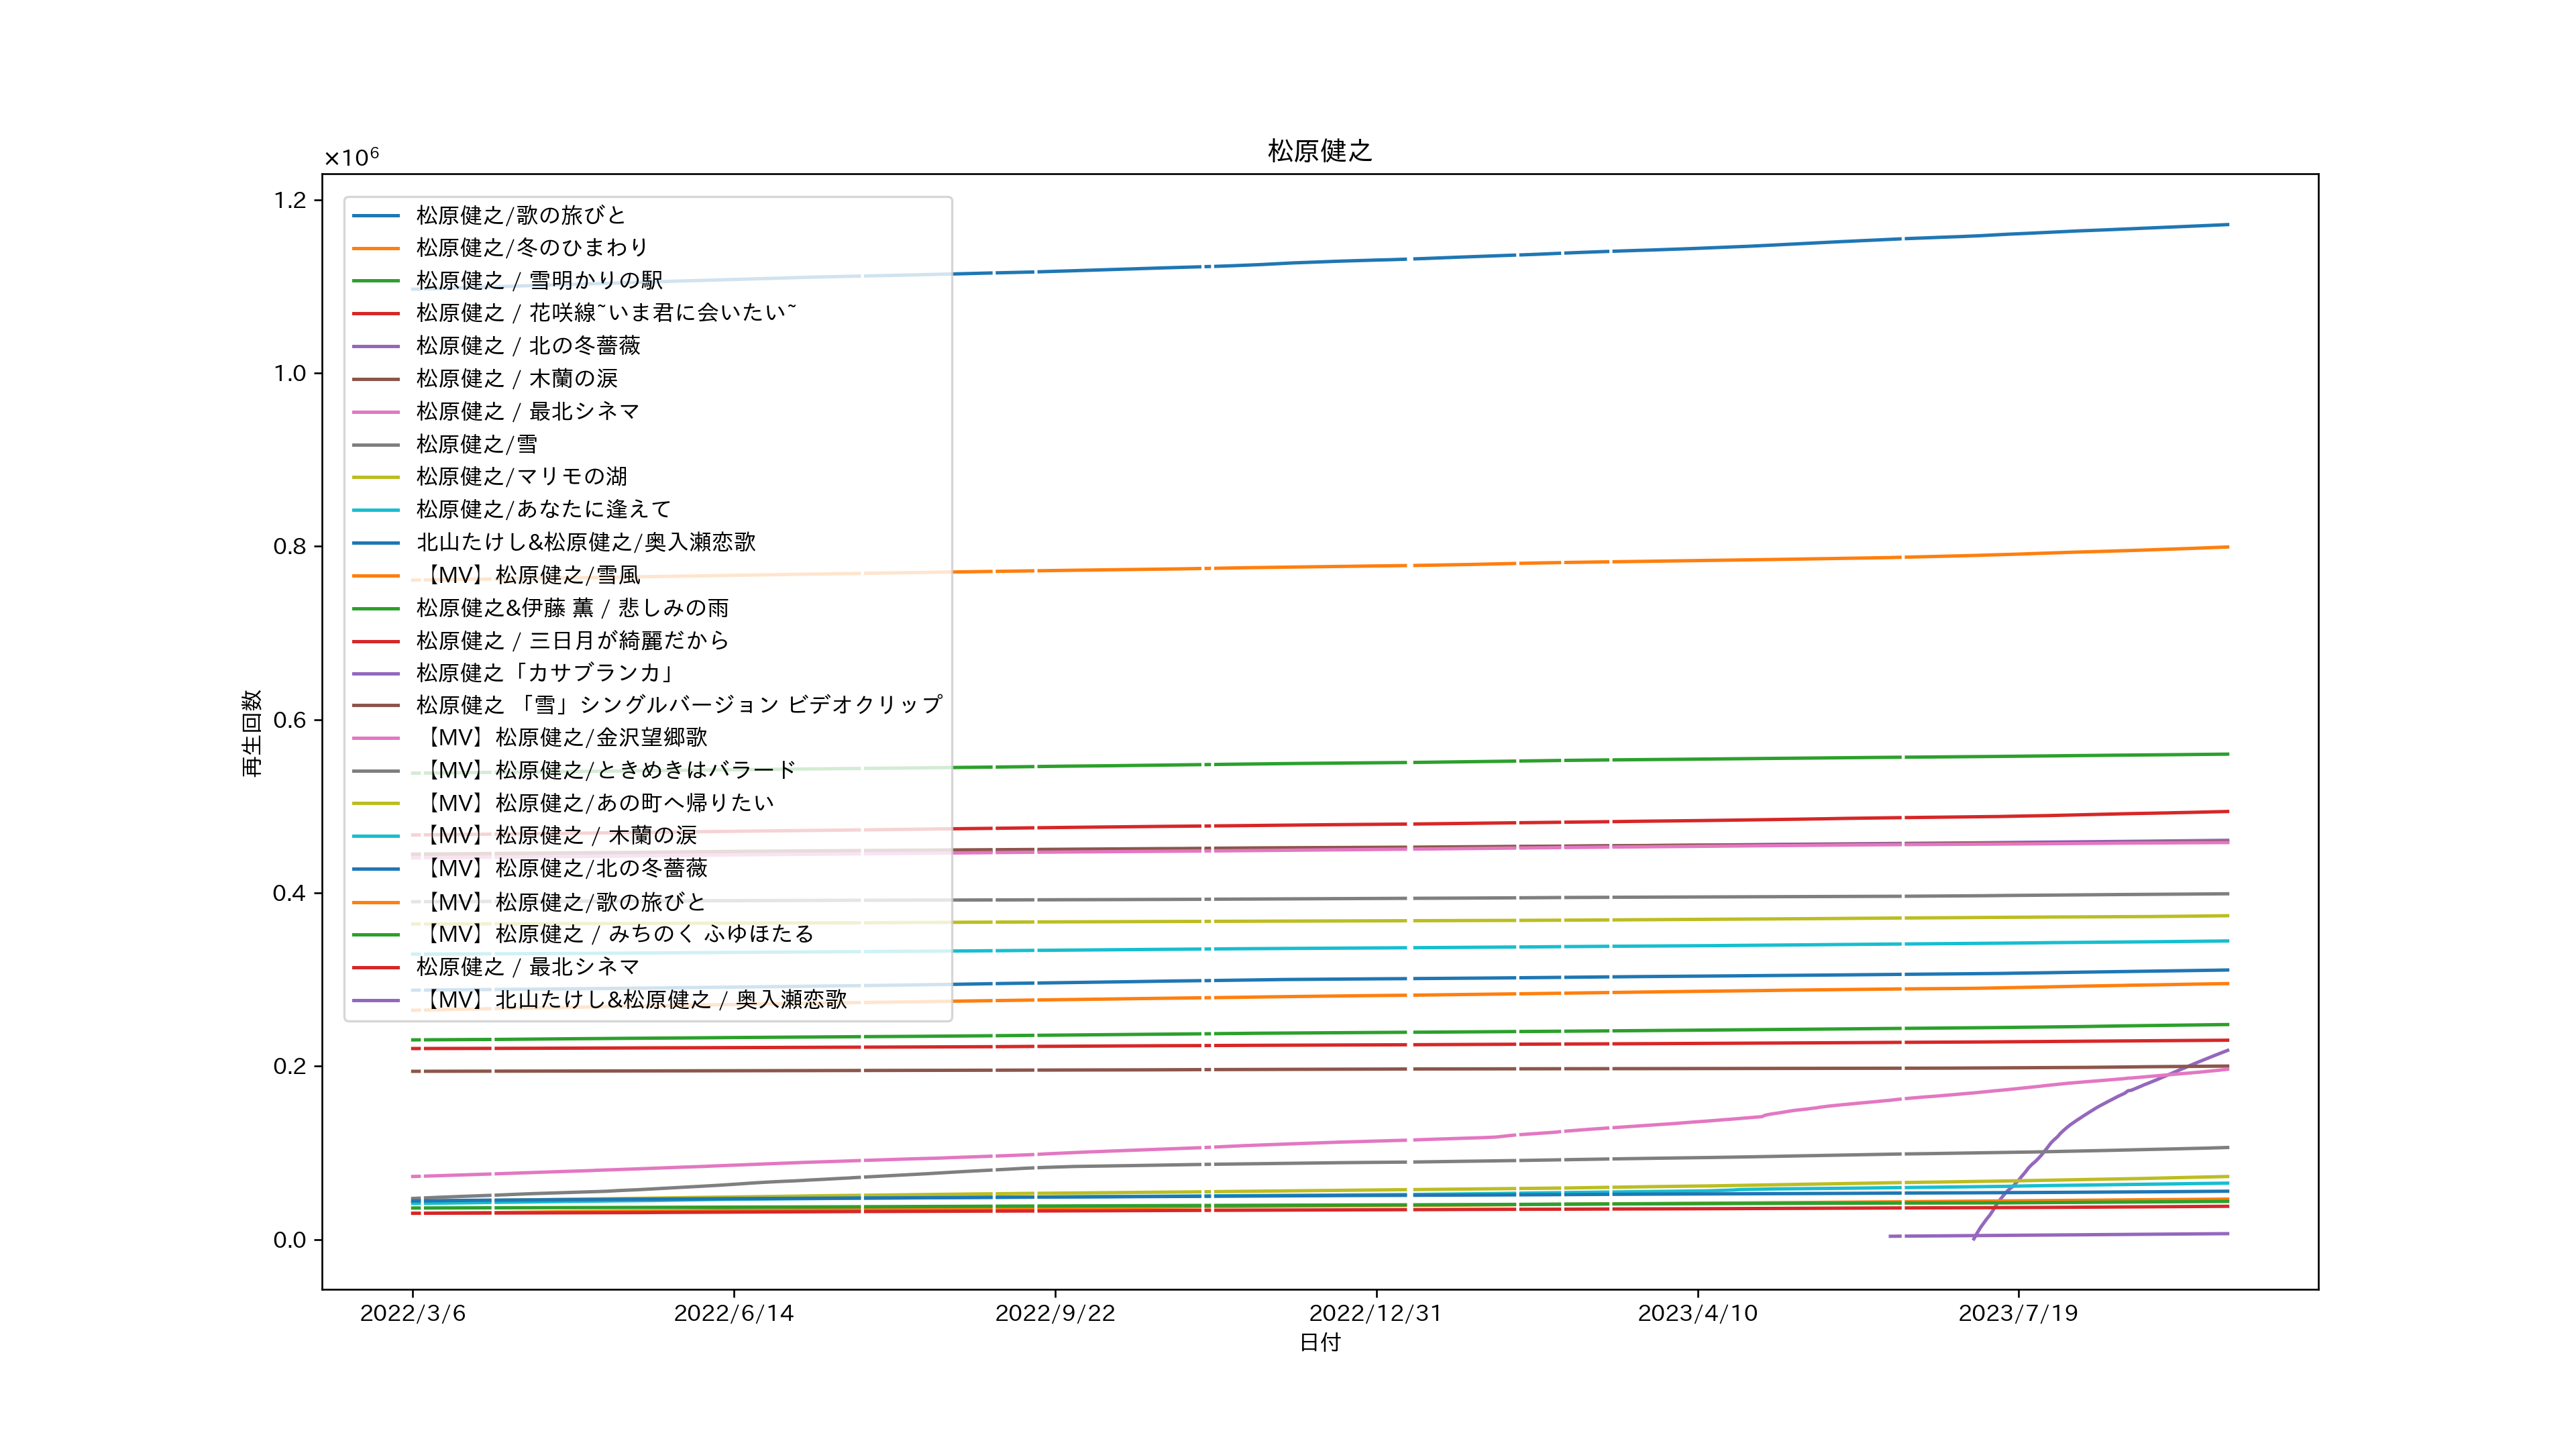 松原健之
×10⁶
1.2
1.0
0.8
0.6
0.4
0.2
0.0
再生回数
松原健之/歌の旅びと
松原健之/冬のひまわり
松原健之 / 雪明かりの駅
松原健之 / 花咲線~いま君に会いたい~
松原健之 / 北の冬薔薇
松原健之 / 木蘭の涙
松原健之 / 最北シネマ
松原健之/雪
松原健之/マリモの湖
松原健之/あなたに逢えて
北山たけし&松原健之/奥入瀬恋歌
【MV】松原健之/雪風
松原健之&伊藤 薫 / 悲しみの雨
松原健之 / 三日月が綺麗だから
松原健之「カサブランカ」
松原健之 「雪」シングルバージョン ビデオクリップ
【MV】松原健之/金沢望郷歌
【MV】松原健之/ときめきはバラード
【MV】松原健之/あの町へ帰りたい
【MV】松原健之 / 木蘭の涙
【MV】松原健之/北の冬薔薇
【MV】松原健之/歌の旅びと
【MV】松原健之 / みちのく ふゆほたる
松原健之 / 最北シネマ
【MV】北山たけし&松原健之 / 奥入瀬恋歌
2022/3/6
2022/6/14
2022/9/22
2022/12/31
2023/4/10
2023/7/19
日付